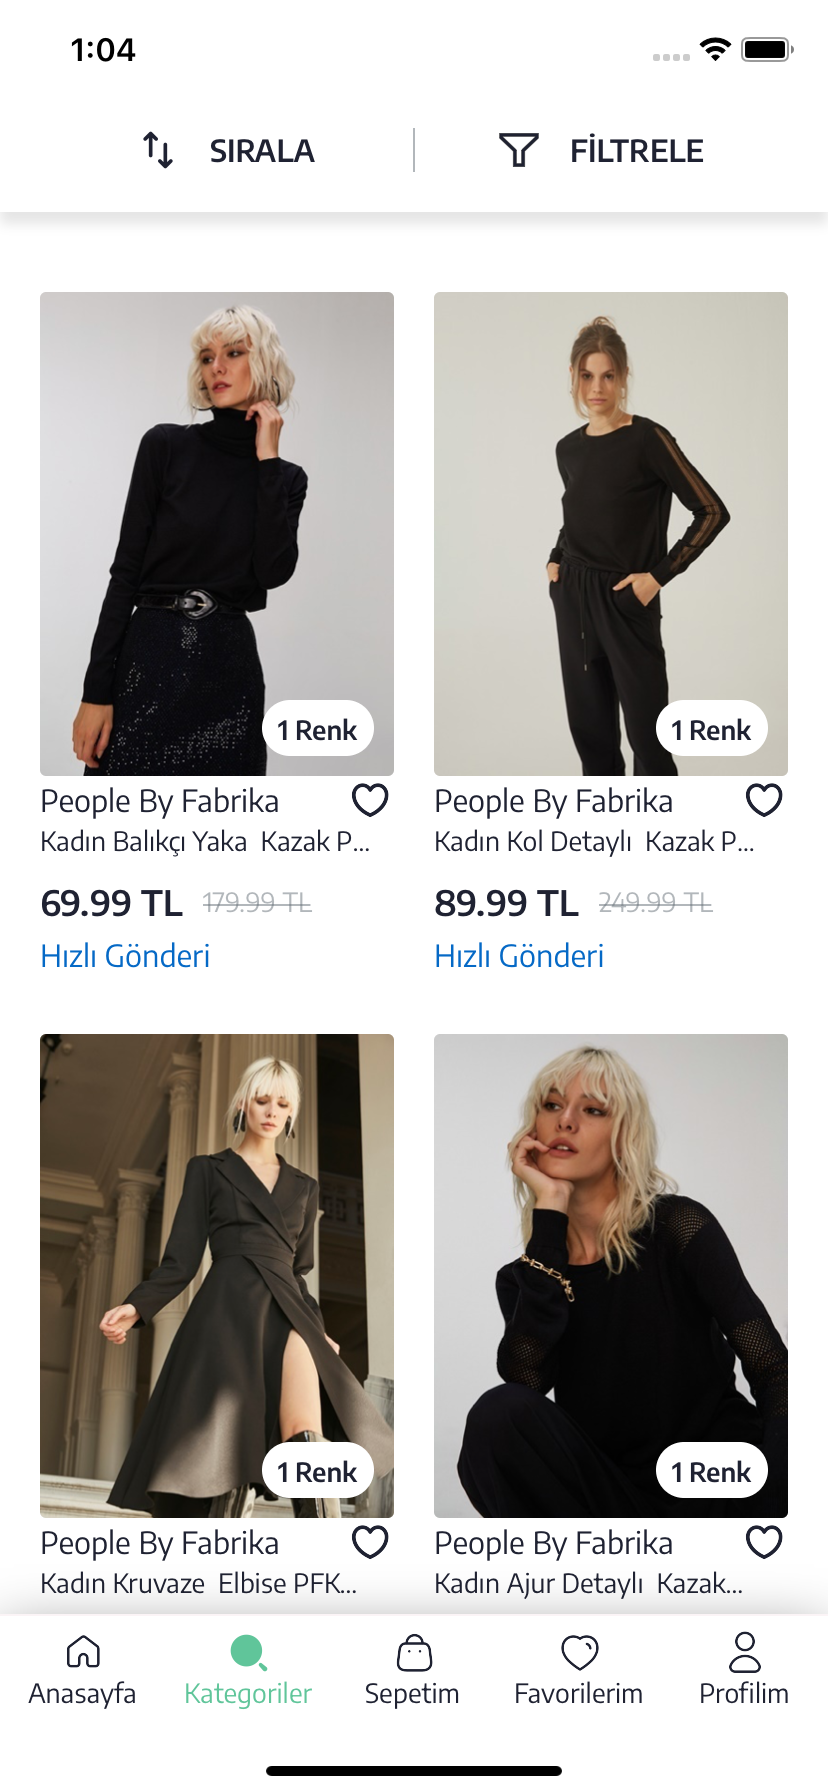 1:04
SIRALA
FİLTRELE
1 Renk
1 Renk
People By Fabrika
People By Fabrika
Kadın Balıkçı Yaka  Kazak P...
Kadın Kol Detaylı  Kazak P...
69.99 TL 179.99 TL
89.99 TL 249.99 TL
Hızlı Gönderi
Hızlı Gönderi
1 Renk
1 Renk
People By Fabrika
People By Fabrika
Kadın Kruvaze  Elbise PFK...
Kadın Ajur Detaylı  Kazak...
Anasayfa
Kategoriler
Sepetim
Favorilerim
Profilim